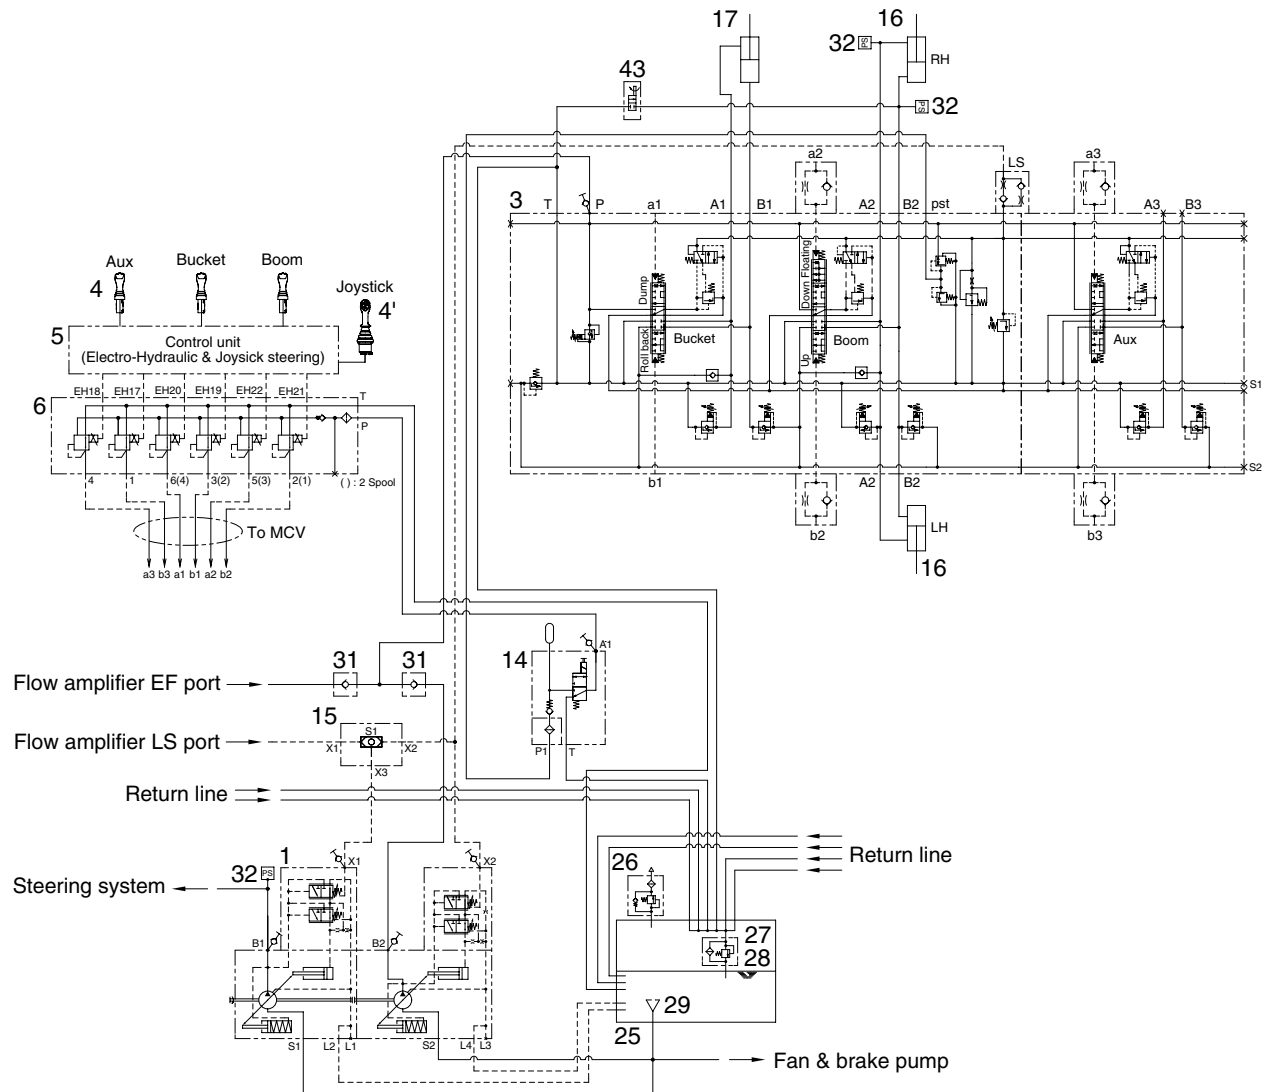 17
16
32
PS
RH
43
PS
32
a2
LS
a3
3
T
P
a1
A1
B1
A2
B2
pst
A3
B3
Aux
Bucket
Boom
4
Joystick
4'
Dump
Down Floating
5
Control unit
(Electro-Hydraulic & Joysick steering)
Roll back
Bucket
Up
Boom
Aux
EH18
EH17
EH20
EH19
EH22
EH21
T
S1
6
P
4
1
6(4)
3(2)
5(3)
2(1)
( ) : 2 Spool
S2
b1
A2
B2
To MCV
b2
LH
b3
a3 b3 a1 b1 a2 b2
16
A1
14
31
31
Flow amplifier EF port
15
S1
Flow amplifier LS port
X1
X2
P1
T
X3
Return line
1
X1
X2
26
Return line
32
PS
Steering system
B1
B2
27
28
29
25
S1
L2
L1
S2
L4
L3
Fan & brake pump